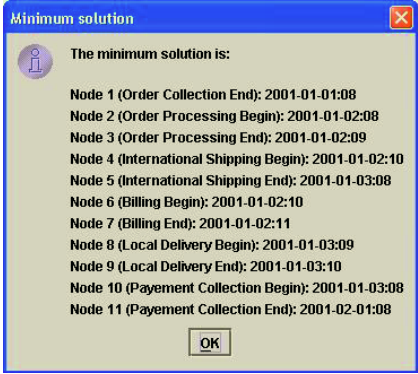 Minimum solution
The minimum solution is:
Node 1 (Order Collection End): 2001-01-01:08
Node 2 (Order Processing Begin): 2001-01-02:08
Node 3 (Order Processing End): 2001-01-02:09
Node 4 (International Shipping Begin): 2001-01-02:10
Node 5 (International Shipping End): 2001-01-03:08
Node 6 (Billing Begin): 2001-01-02:10
Node 7 (Billing End): 2001-01-02:11
Node 8 (Local Delivery Begin): 2001-01-03:09
Node 9 (Local Delivery End): 2001-01-03:10
Node 10 (Payement Collection Begin): 2001-01-03:08
Node 11 (Payement Collection End): 2001-02-01:08
OK